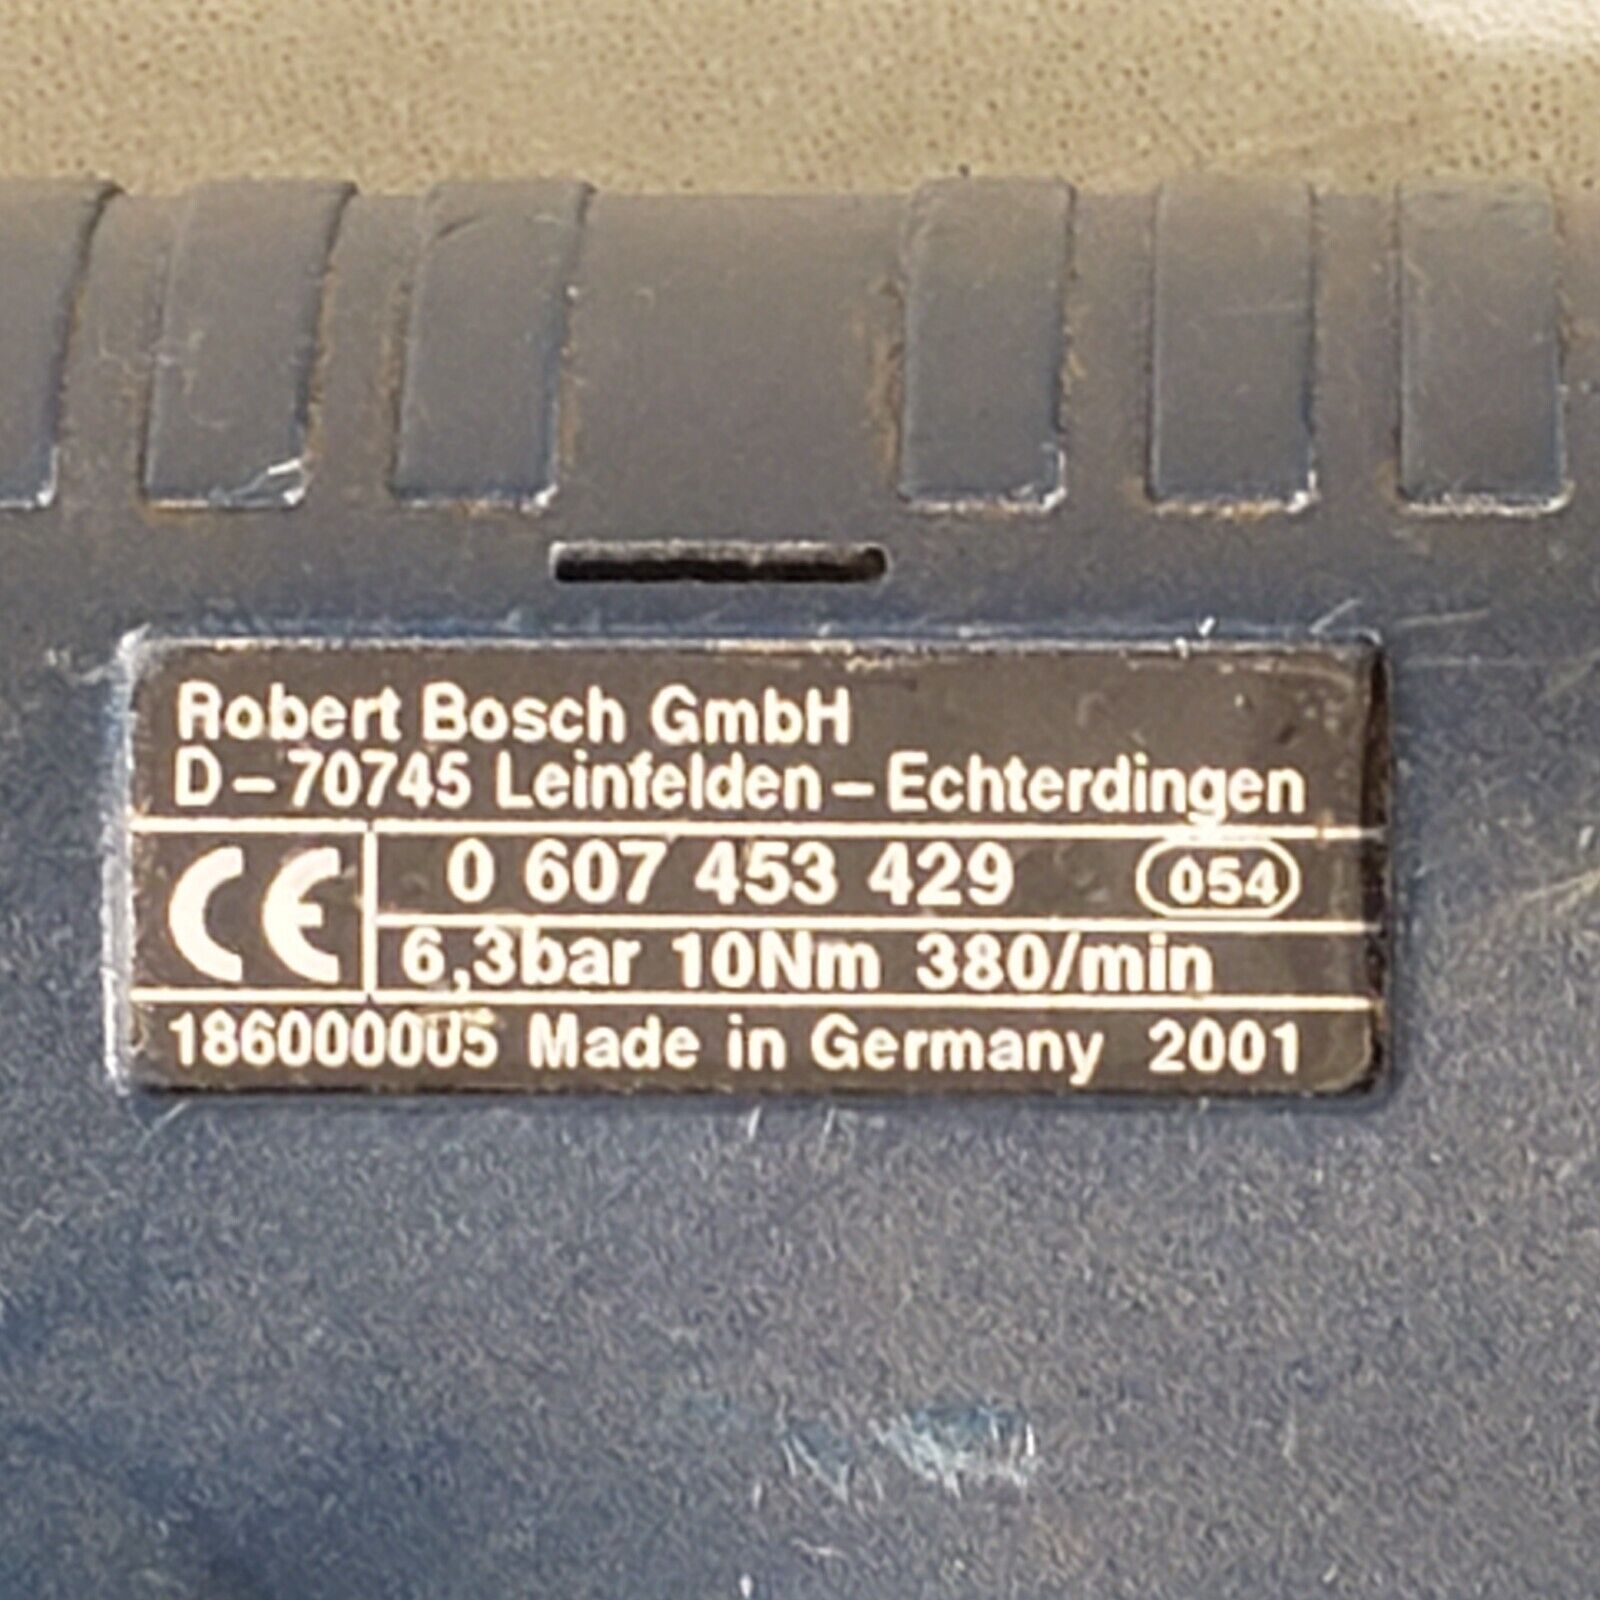 Robert Bosch GmbH
D-70745 Leinfelden-Echterdingen
CE 0 607 453 429 054
6,3bar 10Nm 380/min
186000005 Made in Germany 2001